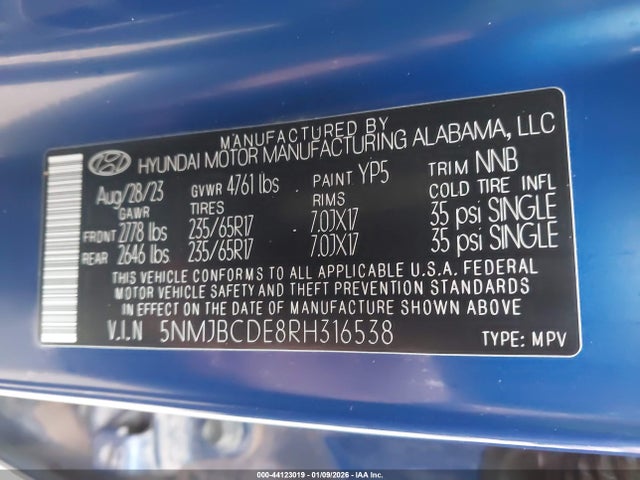 MANUFACTURED BY
HYUNDAI MOTOR MANUFACTURING ALABAMA, LLC
Aug/28/23 GVWR 4761 lbs PAINT YP5 TRIM NNB
GAWR TIRES RIMS COLD TIRE INFL
FRONT 2778 lbs 235/65R17 7.0JX17 35 psi SINGLE
REAR 2646 lbs 235/65R17 7.0JX17 35 psi SINGLE
THIS VEHICLE CONFORMS TO ALL APPLICABLE U.S.A. FEDERAL
MOTOR VEHICLE SAFETY AND THEFT PREVENTION STANDARDS
IN EFFECT ON THE DATE OF MANUFACTURE SHOWN ABOVE
V.I.N 5NMJBCDE8RH316538 TYPE: MPV
000-44123019 - 01/09/2026 - IAA Inc.